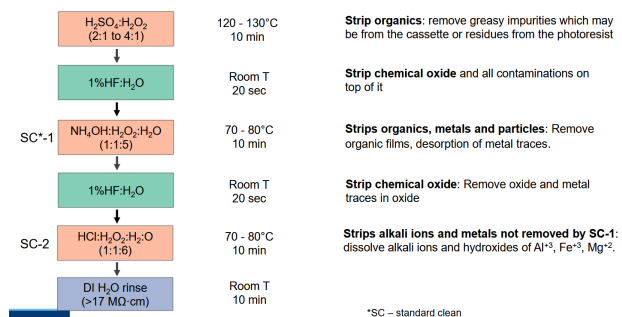 H₂SO₄:H₂O₂
(2:1 to 4:1)
120 - 130°C
10 min
Strip organics: remove greasy impurities which may
be from the cassette or residues from the photoresist
1%HF:H₂O
Room T
20 sec
Strip chemical oxide and all contaminations on
top of it
SC*-1
NH₄OH:H₂O₂:H₂O
(1:1:5)
70 - 80°C
10 min
Strips organics, metals and particles: Remove
organic films, desorption of metal traces.
1%HF:H₂O
Room T
20 sec
Strip chemical oxide: Remove oxide and metal
traces in oxide
SC-2
HCl:H₂O₂:H₂:O
(1:1:6)
70 - 80°C
10 min
Strips alkali ions and metals not removed by SC-1:
dissolve alkali ions and hydroxides of Al⁺³, Fe⁺³, Mg⁺².
DI H₂O rinse
(>17 MΩ·cm)
Room T
10 min
*SC – standard clean